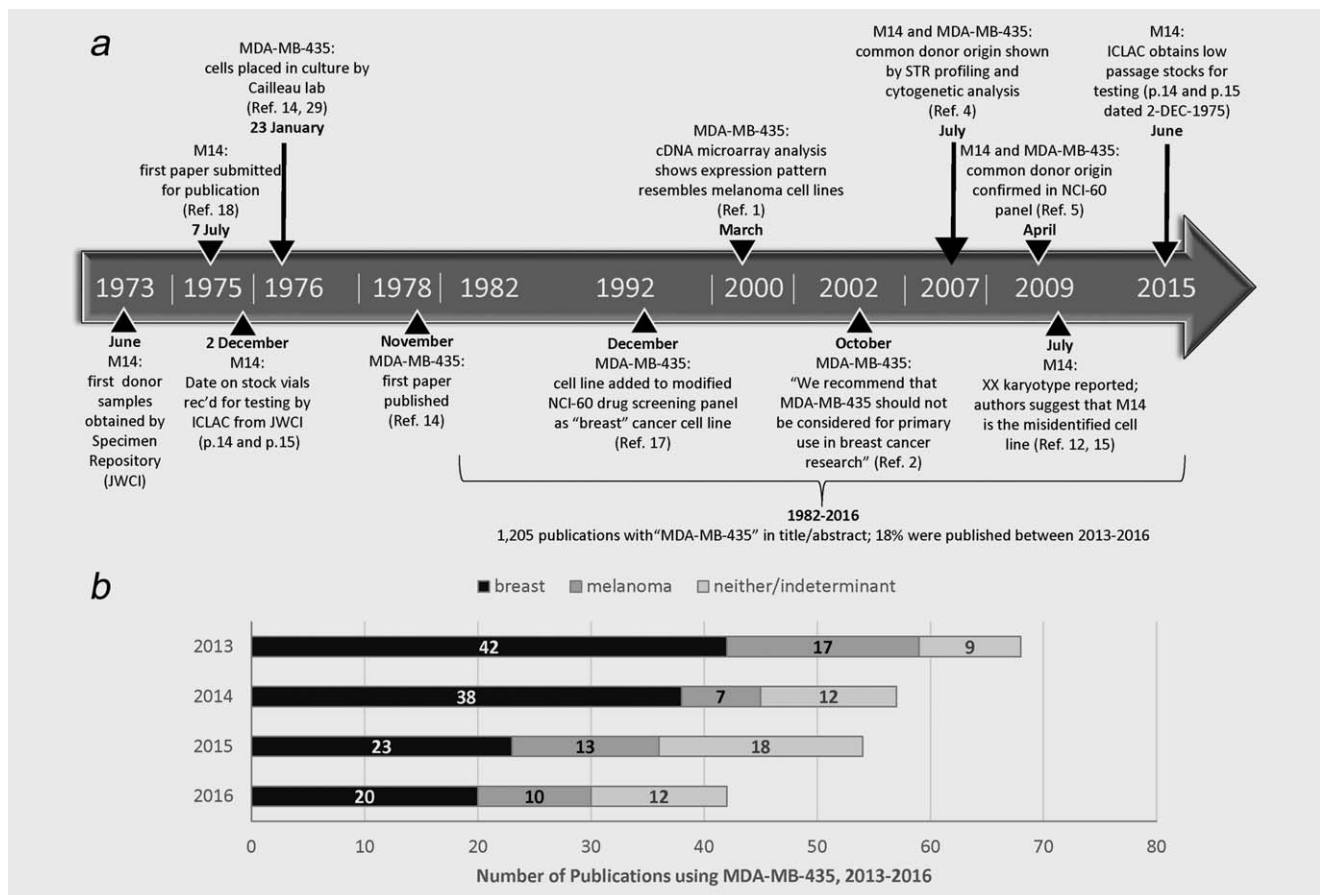 a
MDA-MB-435:
cells placed in culture by
Cailleau lab
(Ref. 14, 29)
23 January
M14:
first paper submitted
for publication
(Ref. 18)
7 July
MDA-MB-435:
cDNA microarray analysis
shows expression pattern
resembles melanoma cell lines
(Ref. 1)
March
M14 and MDA-MB-435:
common donor origin shown
by STR profiling and
cytogenetic analysis
(Ref. 4)
July
M14 and MDA-MB-435:
common donor origin
confirmed in NCI-60
panel (Ref. 5)
April
M14:
ICLAC obtains low
passage stocks for
testing (p.14 and p.15
dated 2-DEC-1975)
June
1973 | 1975 | 1976 | 1978 | 1982 1992 | 2000 | 2002 | 2007 | 2009 2015
June
M14:
first donor
samples
obtained by
Specimen
Repository
(JWCI)
2 December
M14:
Date on stock vials
rec'd for testing by
ICLAC from JWCI
(p.14 and p.15)
November
MDA-MB-435:
first paper
published
(Ref. 14)
December
MDA-MB-435:
cell line added to modified
NCI-60 drug screening panel
as "breast" cancer cell line
(Ref. 17)
October
MDA-MB-435:
"We recommend that
MDA-MB-435 should not
be considered for primary
use in breast cancer
research" (Ref. 2)
July
M14:
XX karyotype reported;
authors suggest that M14
is the misidentified cell
line (Ref. 12, 15)
1982-2016
1,205 publications with"MDA-MB-435" in title/abstract; 18% were published between 2013-2016
b
breast melanoma neither/indeterminant
2013 42 17 9
2014 38 7 12
2015 23 13 18
2016 20 10 12
0 10 20 30 40 50 60 70 80
Number of Publications using MDA-MB-435, 2013-2016